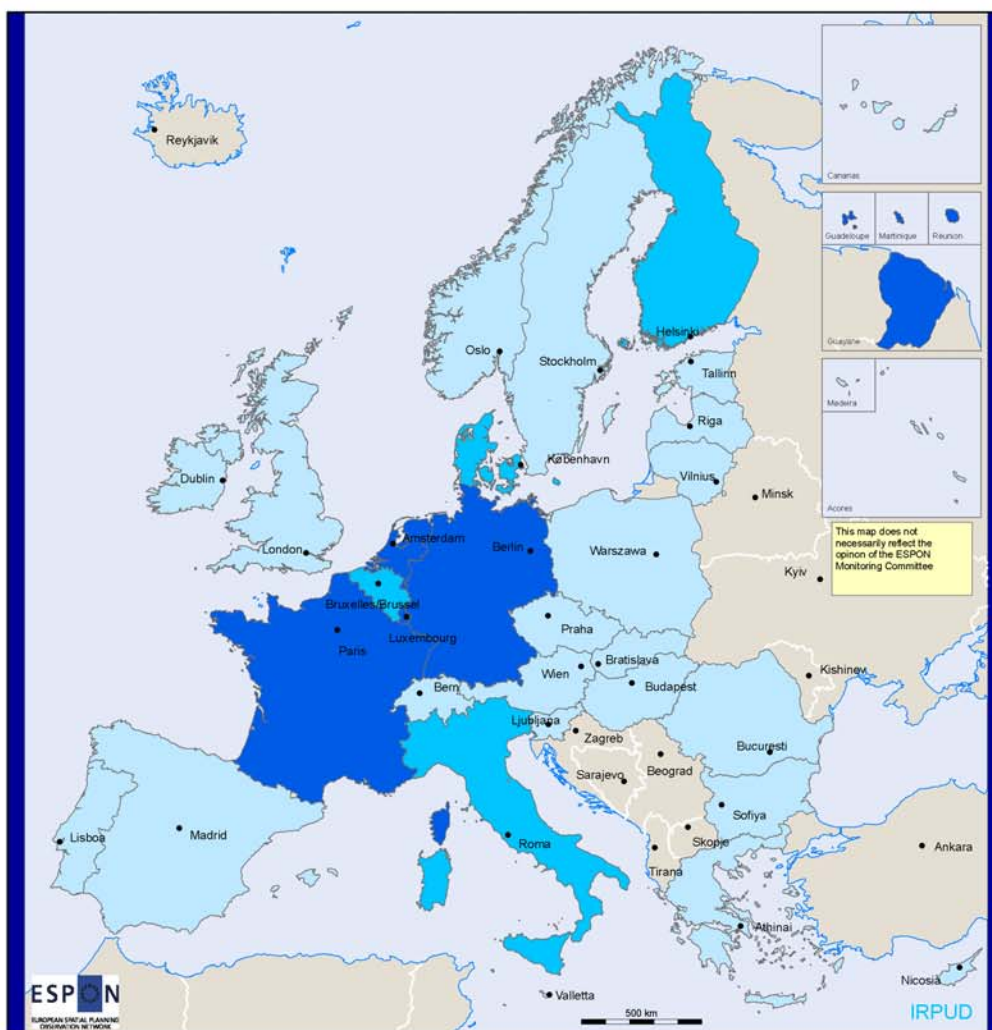 Reykjavik
Canarias
Guadeloupe
Martinique
Réunion
Guayane
Helsinki
Oslo
Stockholm
Tallinn
Madeira
Riga
København
Dublin
Vilnius
Minsk
Acores
This map does not
necessarily reflect the
opinon of the ESPON
Monitoring Committee
London
Amsterdam
Berlin
Warszawa
Kyiv
Bruxelles/Brussel
Luxembourg
Paris
Praha
Wien
Bratislava
Kishinev
Bern
Budapest
Ljubljana
Zagreb
Bucuresti
Sarajevo
Beograd
Sofiya
Lisboa
Madrid
Roma
Skopje
Ankara
Tirana
Athinai
Nicosia
Valletta
ESPON
EUROPEAN SPATIAL PLANNING
OBSERVATION NETWORK
500 km
IRPUD